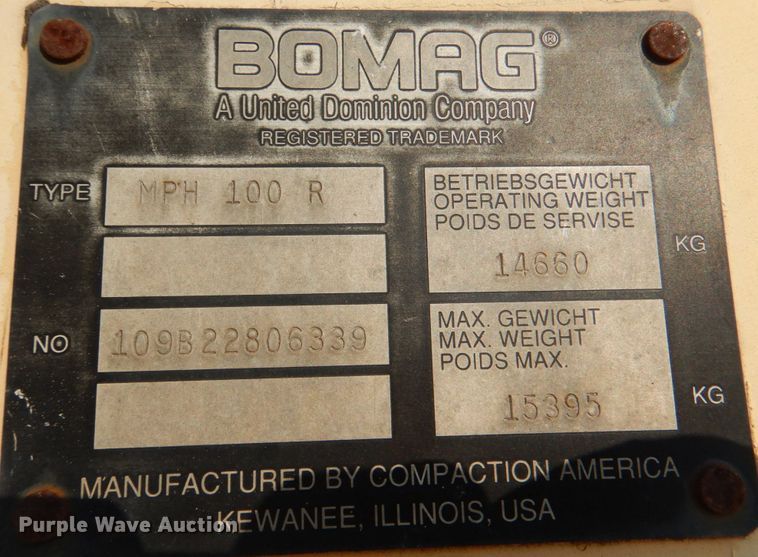 BOMAG®
A United Dominion Company
REGISTERED TRADEMARK
TYPE MPH 100 R
BETRIEBSGEWICHT
OPERATING WEIGHT
POIDS DE SERVISE
14660 KG
NO 109B22806339
MAX. GEWICHT
MAX. WEIGHT
POIDS MAX.
15395 KG
MANUFACTURED BY COMPACTION AMERICA
KEWANEE, ILLINOIS, USA
Purple Wave Auction